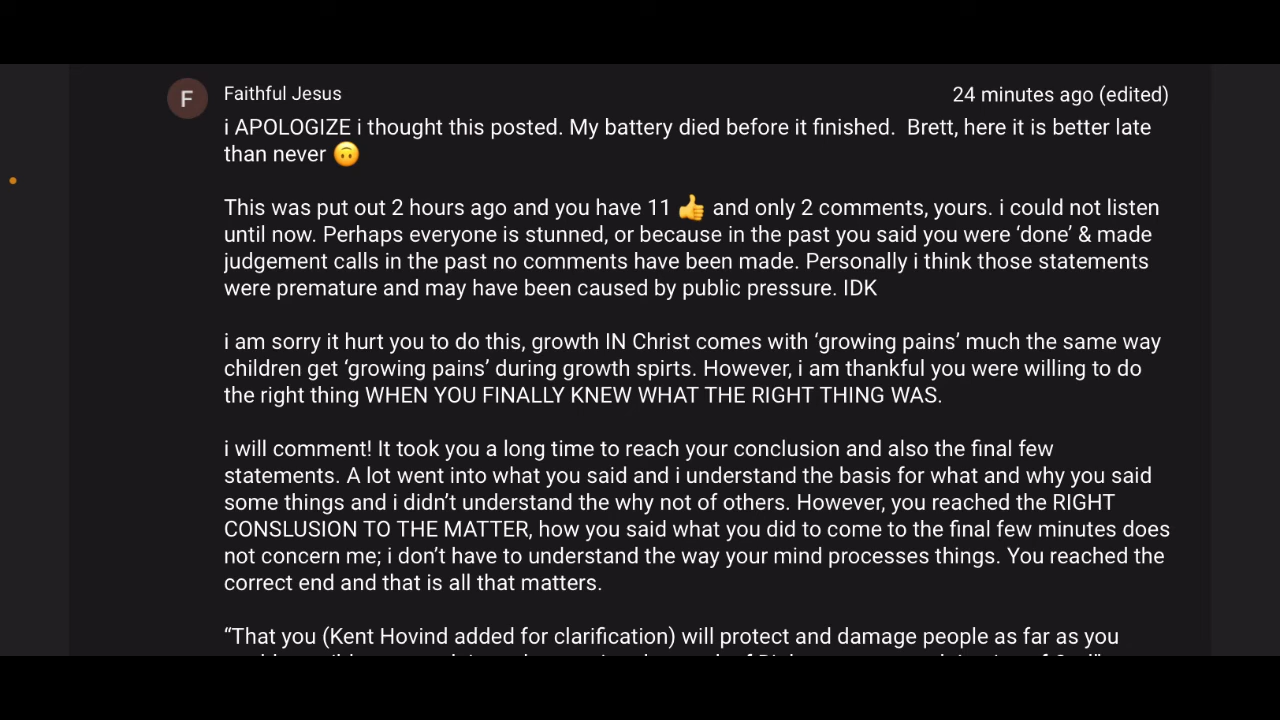 F
Faithful Jesus
24 minutes ago (edited)
i APOLOGIZE i thought this posted. My battery died before it finished.  Brett, here it is better late
than never 🙃
This was put out 2 hours ago and you have 11 👍 and only 2 comments, yours. i could not listen
until now. Perhaps everyone is stunned, or because in the past you said you were ‘done’ & made
judgement calls in the past no comments have been made. Personally i think those statements
were premature and may have been caused by public pressure. IDK
i am sorry it hurt you to do this, growth IN Christ comes with ‘growing pains’ much the same way
children get ‘growing pains’ during growth spirts. However, i am thankful you were willing to do
the right thing WHEN YOU FINALLY KNEW WHAT THE RIGHT THING WAS.
i will comment! It took you a long time to reach your conclusion and also the final few
statements. A lot went into what you said and i understand the basis for what and why you said
some things and i didn’t understand the why not of others. However, you reached the RIGHT
CONSLUSION TO THE MATTER, how you said what you did to come to the final few minutes does
not concern me; i don’t have to understand the way your mind processes things. You reached the
correct end and that is all that matters.
“That you (Kent Hovind added for clarification) will protect and damage people as far as you